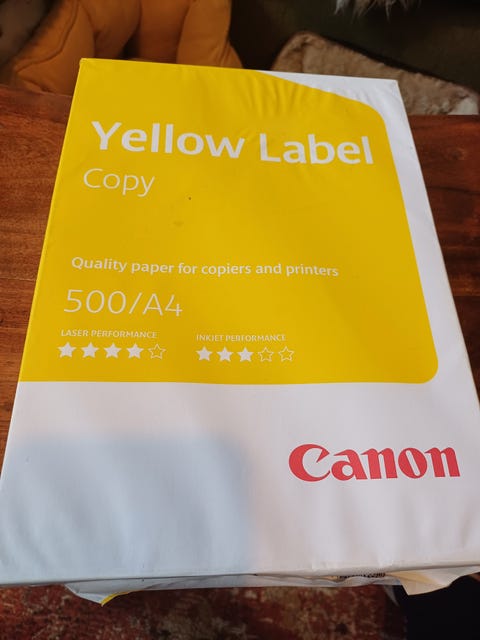 Yellow Label
Copy
Quality paper for copiers and printers
500/A4
LASER PERFORMANCE
INKJET PERFORMANCE
Canon